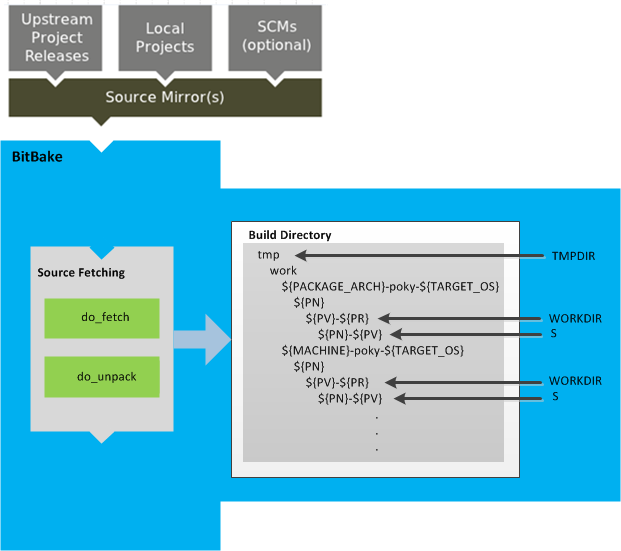 Upstream
Project
Releases
Local
Projects
SCMs
(optional)
Source Mirror(s)
BitBake
Source Fetching
do_fetch
do_unpack
Build Directory
tmp
TMPDIR
work
${PACKAGE_ARCH}-poky-${TARGET_OS}
${PN}
${PV}-${PR}
WORKDIR
${PN}-${PV}
S
${MACHINE}-poky-${TARGET_OS}
${PN}
${PV}-${PR}
WORKDIR
${PN}-${PV}
S
.
.
.